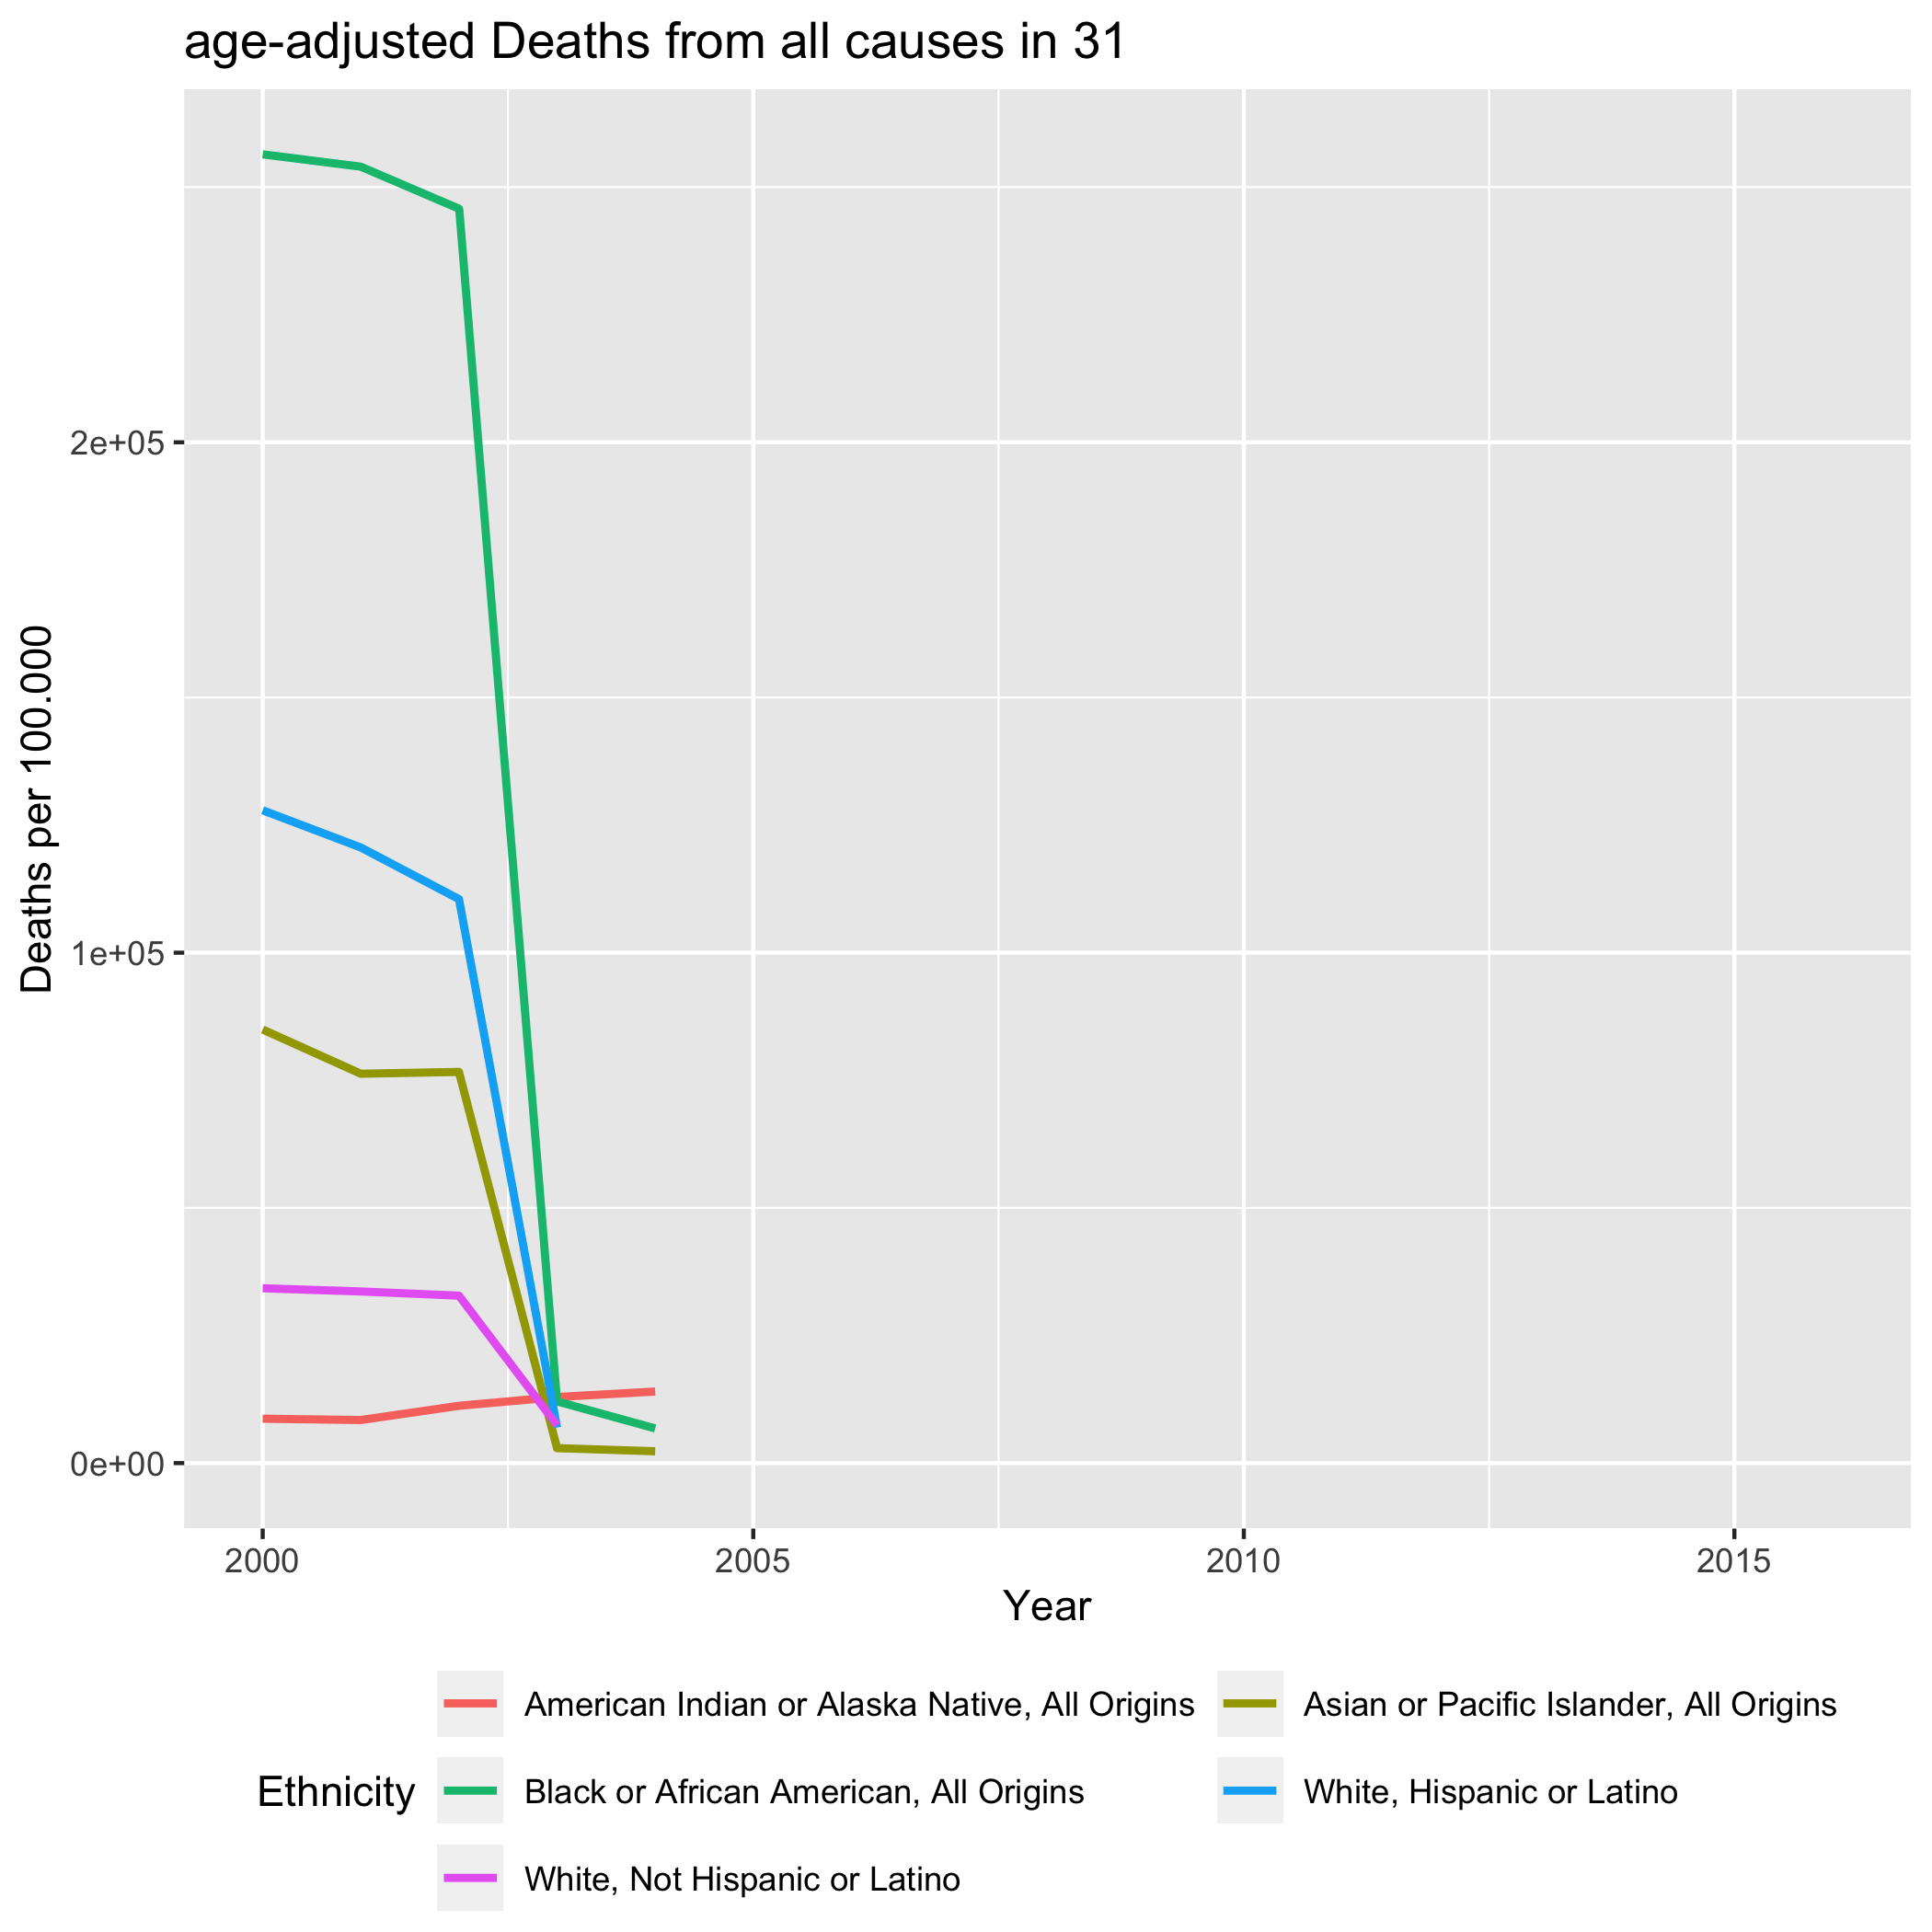 age-adjusted Deaths from all causes in 31
Deaths per 100.000
2e+05
1e+05
0e+00
2000 2005 2010 2015
Year
Ethnicity
American Indian or Alaska Native, All Origins
Asian or Pacific Islander, All Origins
Black or African American, All Origins
White, Hispanic or Latino
White, Not Hispanic or Latino